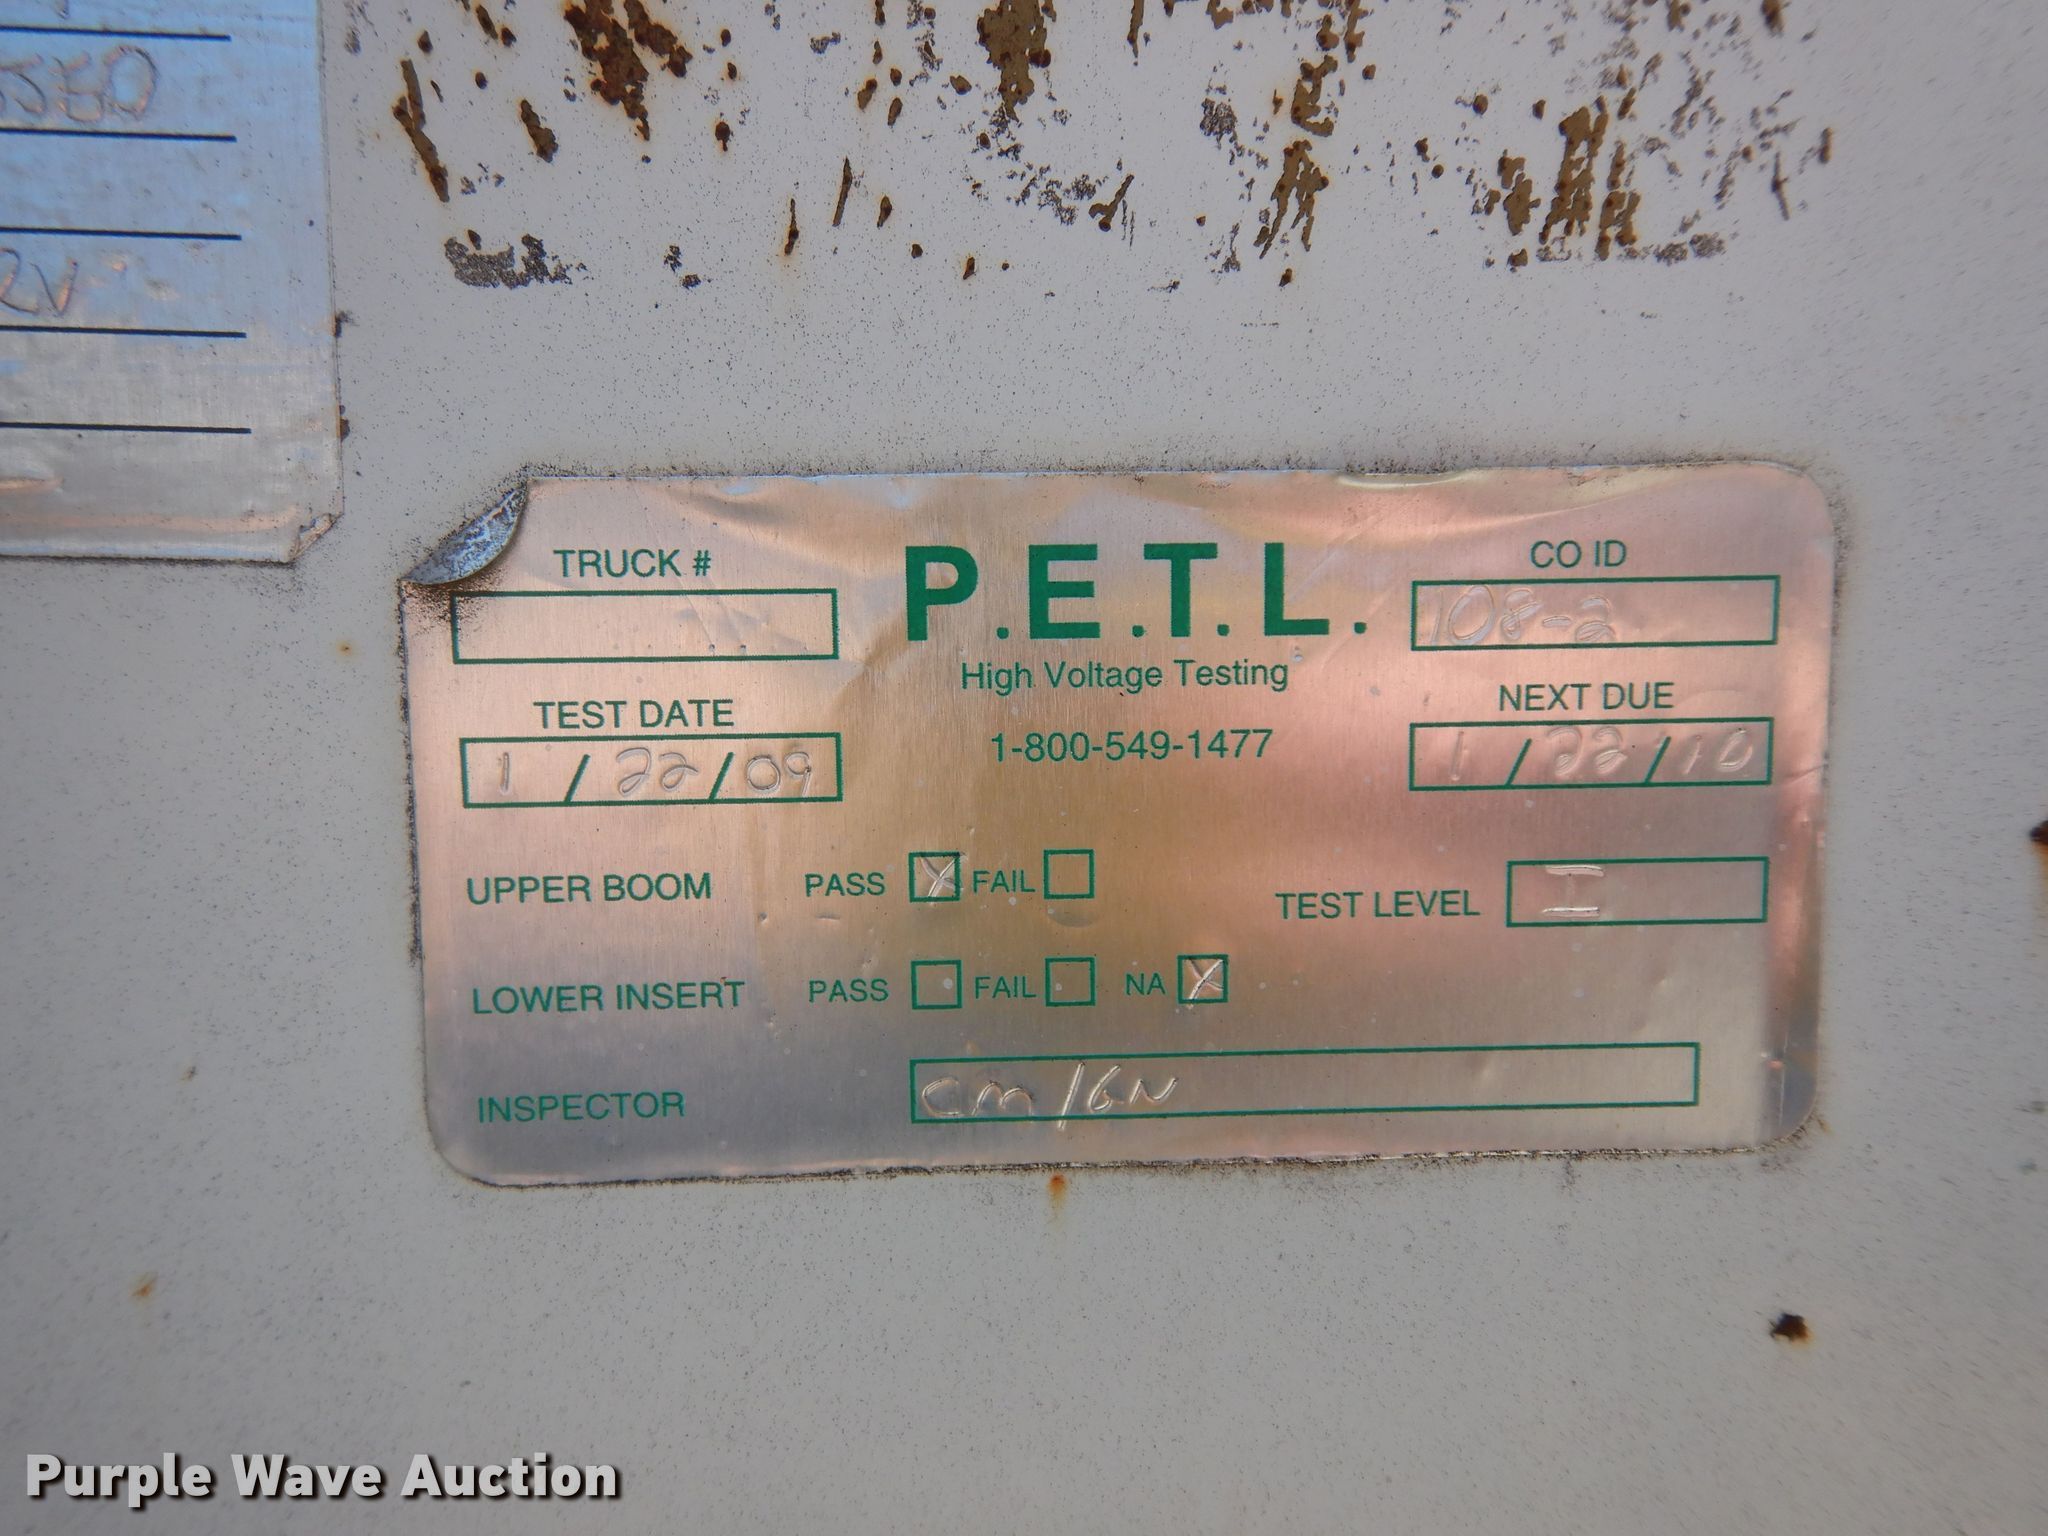 2V
TRUCK #
P.E.T.L.
CO ID
108-2
High Voltage Testing
TEST DATE
1 / 22 / 09
1-800-549-1477
NEXT DUE
1 / 22 / 10
UPPER BOOM PASS X FAIL
TEST LEVEL I
LOWER INSERT PASS FAIL NA X
INSPECTOR CM/GN
Purple Wave Auction